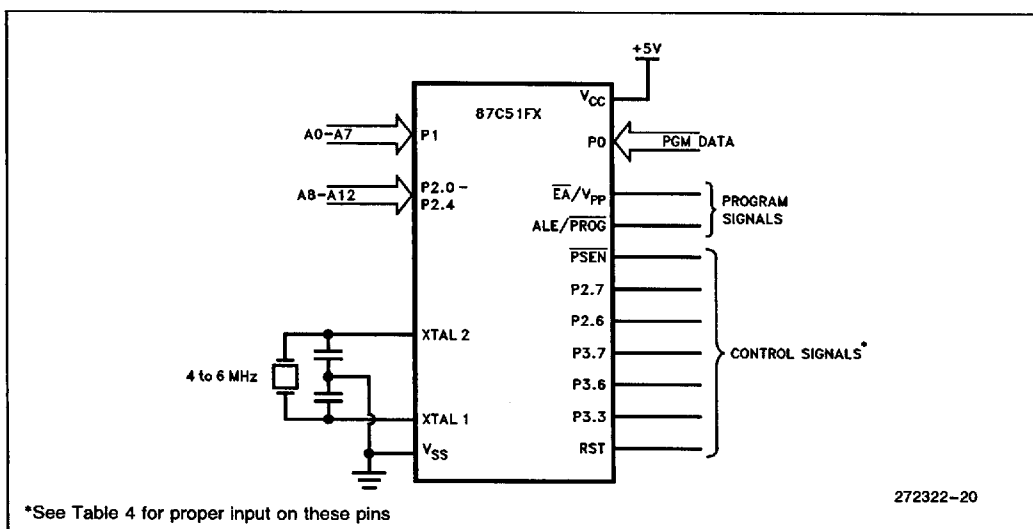 +5V
87C51FX
VCC
A0-A7
P1
P0
PGM DATA
A8-A12
P2.0-
P2.4
EA/VPP
ALE/PROG
PROGRAM
SIGNALS
PSEN
P2.7
P2.6
P3.7
P3.6
P3.3
RST
CONTROL SIGNALS*
XTAL 2
4 to 6 MHz
XTAL 1
VSS
272322-20
*See Table 4 for proper input on these pins